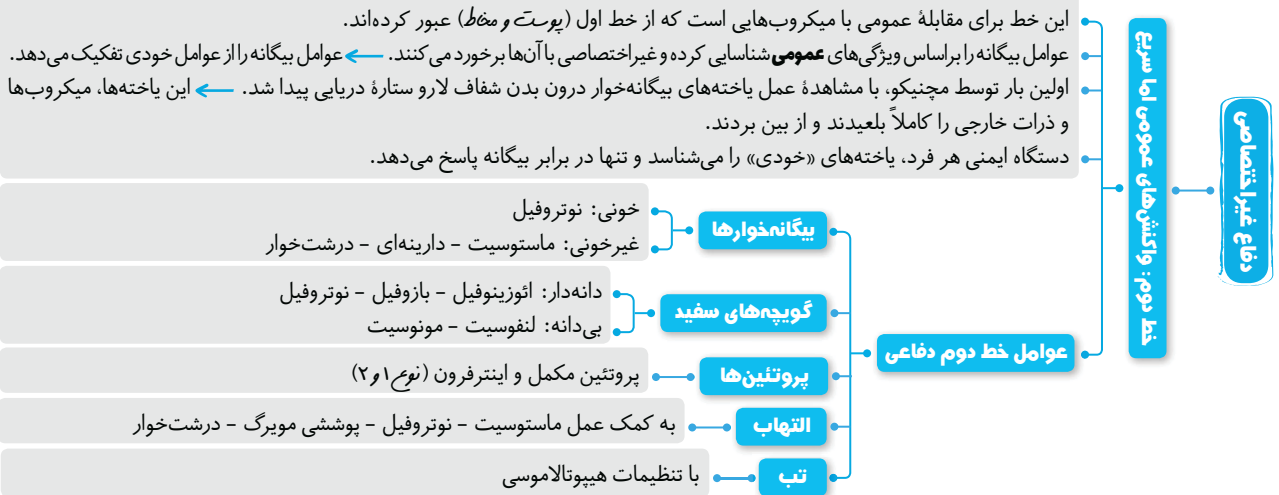 دفاع غیراختصاصی
خط دوم: واکنش‌های عمومی اما سریع
این خط برای مقابلهٔ عمومی با میکروب‌هایی است که از خط اول (پوست و مخاط) عبور کرده‌اند.
عوامل بیگانه را براساس ویژگی‌های عمومی شناسایی کرده و غیراختصاصی با آن‌ها برخورد می‌کنند. ← عوامل بیگانه را از عوامل خودی تفکیک می‌دهد.
اولین بار توسط مچنیکو، با مشاهدهٔ عمل یاخته‌های بیگانه‌خوار درون بدن شفاف لارو ستارهٔ دریایی پیدا شد. ← این یاخته‌ها، میکروب‌ها
و ذرات خارجی را کاملاً بلعیدند و از بین بردند.
دستگاه ایمنی هر فرد، یاخته‌های «خودی» را می‌شناسد و تنها در برابر بیگانه پاسخ می‌دهد.
عوامل خط دوم دفاعی
بیگانه‌خوارها
خونی: نوتروفیل
غیرخونی: ماستوسیت - دارینه‌ای - درشت‌خوار
گویچه‌های سفید
دانه‌دار: ائوزینوفیل - بازوفیل - نوتروفیل
بی‌دانه: لنفوسیت - مونوسیت
پروتئین‌ها
پروتئین مکمل و اینترفرون (نوع ۱ و ۲)
التهاب
به کمک عمل ماستوسیت - نوتروفیل - پوششی مویرگ - درشت‌خوار
تب
با تنظیمات هیپوتالاموسی